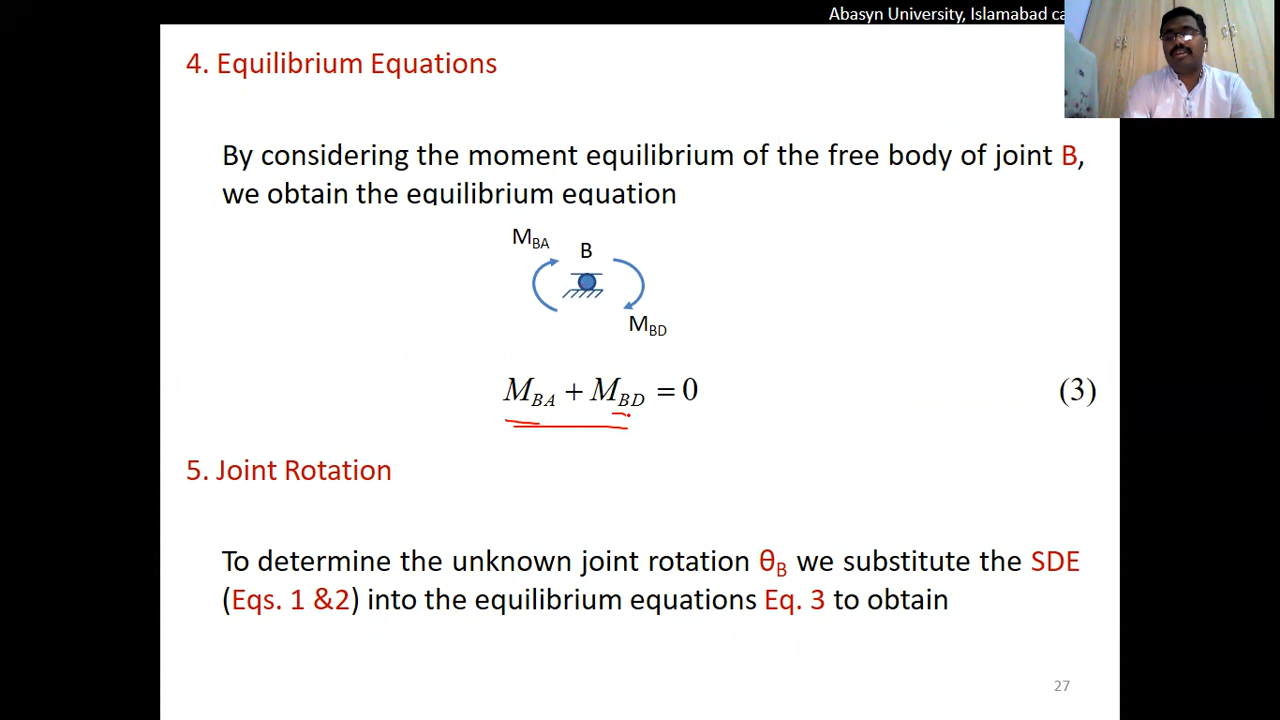 Abasyn University, Islamabad ca
4. Equilibrium Equations
By considering the moment equilibrium of the free body of joint B,
we obtain the equilibrium equation
M_BA
B
M_BD
M_BA + M_BD = 0 (3)
5. Joint Rotation
To determine the unknown joint rotation θ_B we substitute the SDE
(Eqs. 1 &2) into the equilibrium equations Eq. 3 to obtain
27